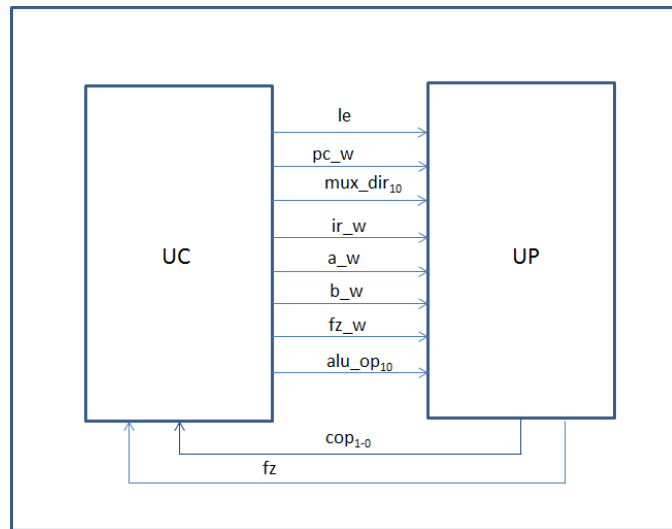 le
pc_w
mux_dir₁₀
ir_w
UC
UP
a_w
b_w
fz_w
alu_op₁₀
cop₁₋₀
fz